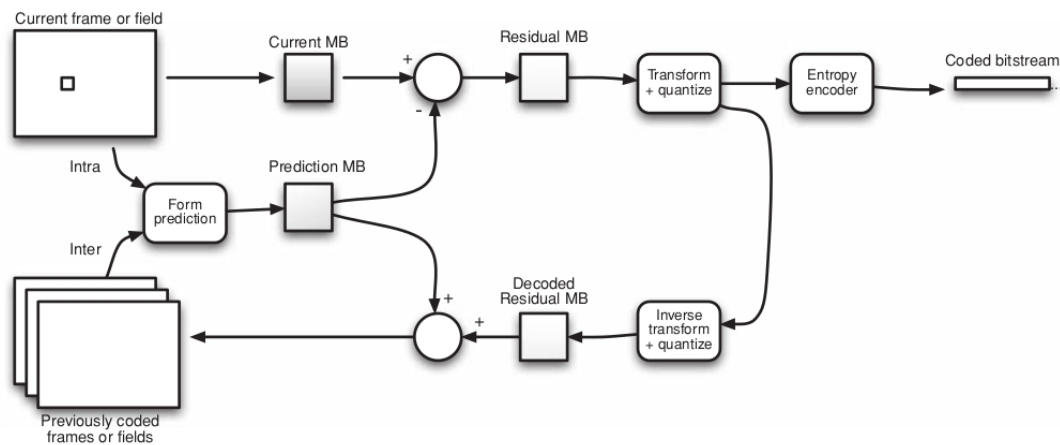 Current frame or field
Current MB
Residual MB
+
-
Transform
+ quantize
Entropy
encoder
Coded bitstream
Intra
Prediction MB
Form
prediction
Inter
Decoded
Residual MB
+
+
Inverse
transform
+ quantize
Previously coded
frames or fields